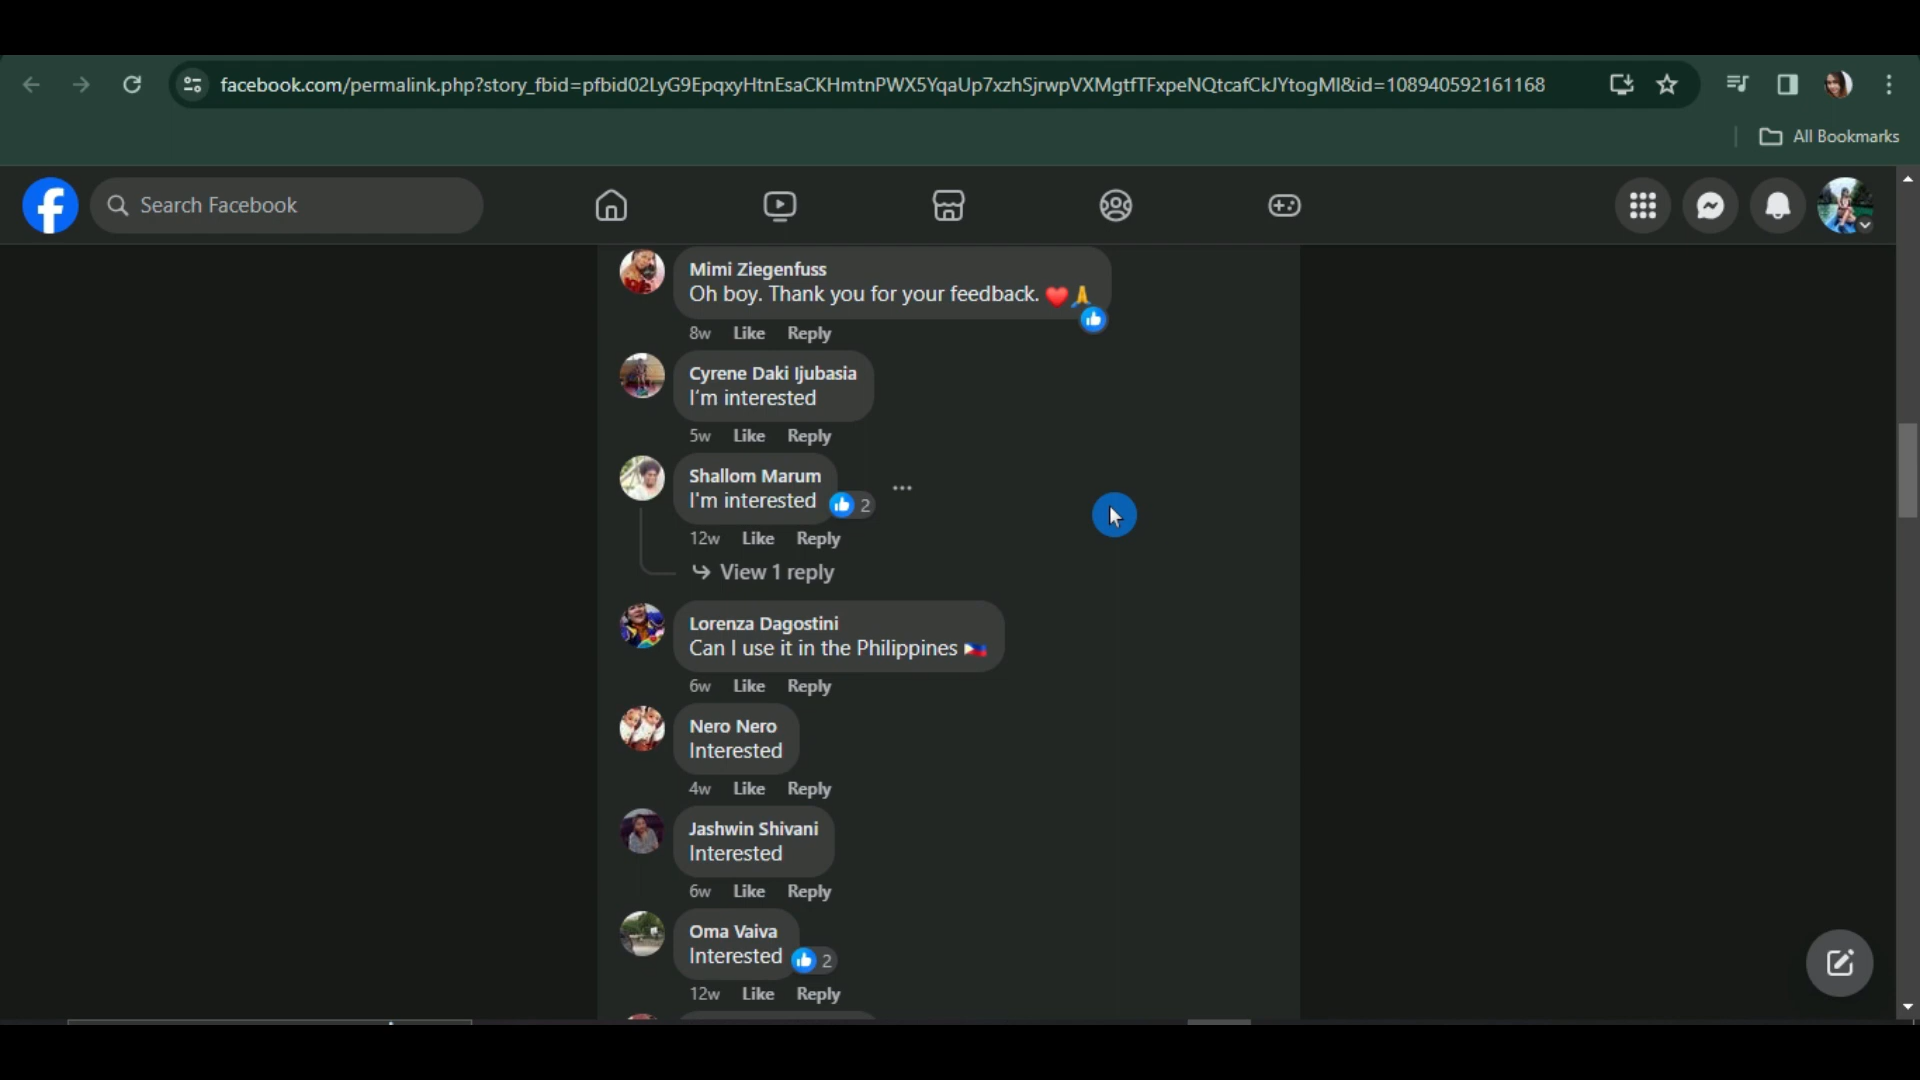 facebook.com/permalink.php?story_fbid=pfbid02LyG9EpqxyHtnEsaCKHmtnPWX5YqaUp7xzhSjrwpVXMgtfTFxpeNQtcafCkJYtogMl&id=108940592161168
All Bookmarks
Search Facebook
Mimi Ziegenfuss
Oh boy. Thank you for your feedback. ❤️🙏
8w Like Reply
Cyrene Daki Ijubasia
I'm interested
5w Like Reply
Shallom Marum
I'm interested 2
12w Like Reply
View 1 reply
Lorenza Dagostini
Can I use it in the Philippines 🇵🇭
6w Like Reply
Nero Nero
Interested
4w Like Reply
Jashwin Shivani
Interested
6w Like Reply
Oma Vaiva
Interested 2
12w Like Reply